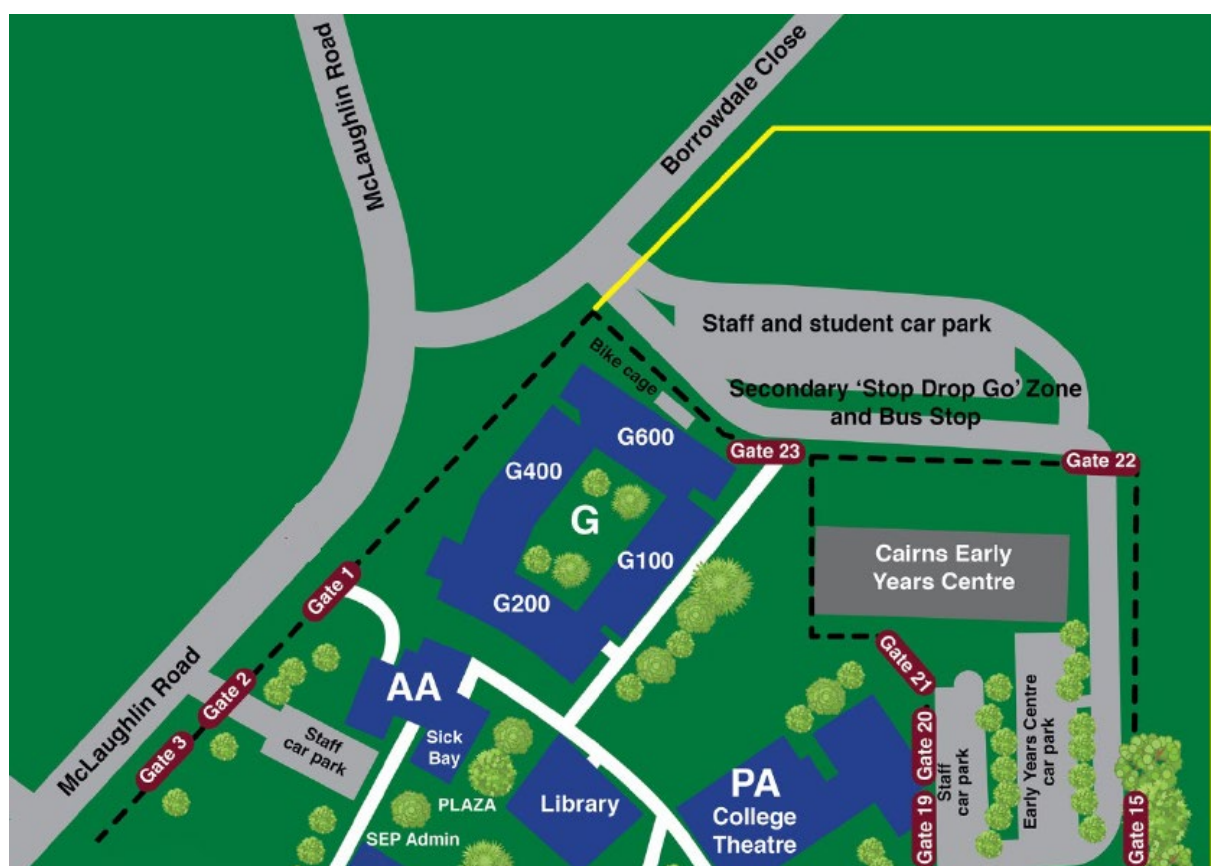 McLaughlin Road
Borrowdale Close
Staff and student car park
Bike cage
Secondary ‘Stop Drop Go’ Zone
and Bus Stop
Gate 23
Gate 22
G600
G400
G
G100
G200
Cairns Early
Years Centre
Gate 1
Gate 21
McLaughlin Road
Gate 2
AA
Gate 3
Staff
car park
Sick
Bay
Gate 20
Staff
car park
Early Years Centre
car park
PLAZA
Library
PA
College
Theatre
Gate 19
Gate 15
SEP Admin